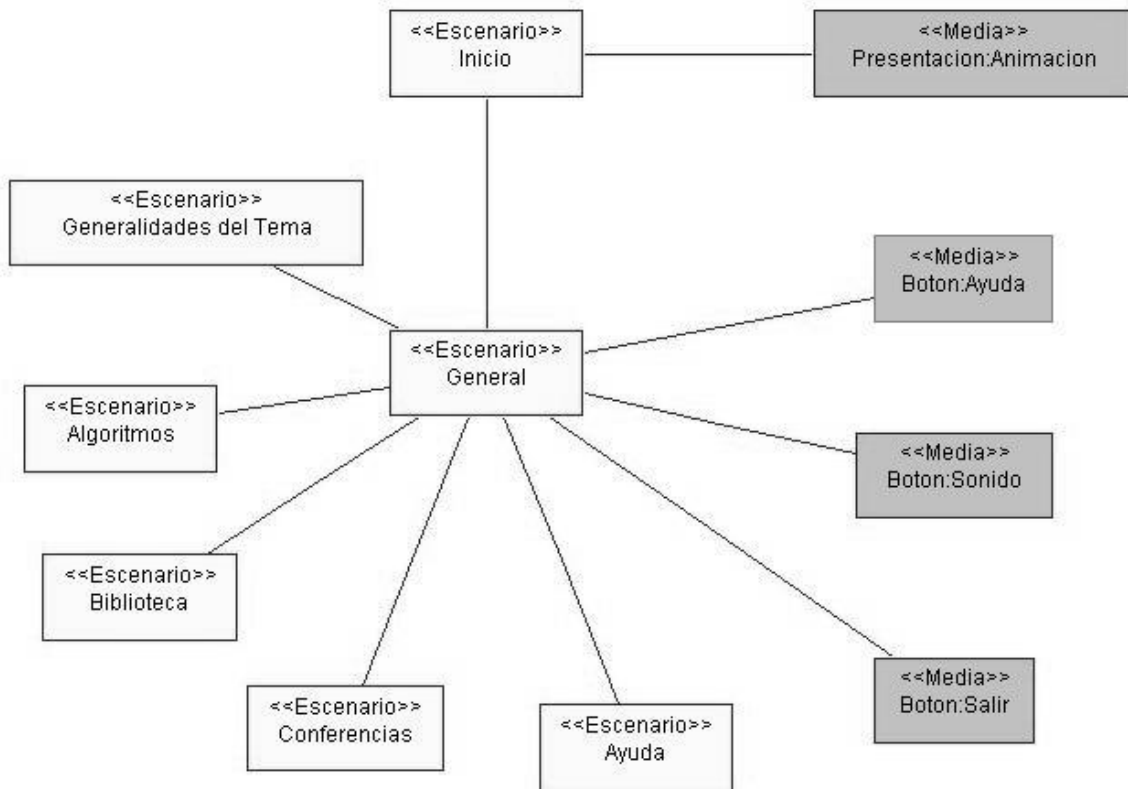 <<Escenario>>
Inicio
<<Media>>
Presentacion:Animacion
<<Escenario>>
Generalidades del Tema
<<Media>>
Boton:Ayuda
<<Escenario>>
General
<<Escenario>>
Algoritmos
<<Media>>
Boton:Sonido
<<Escenario>>
Biblioteca
<<Media>>
Boton:Salir
<<Escenario>>
Conferencias
<<Escenario>>
Ayuda